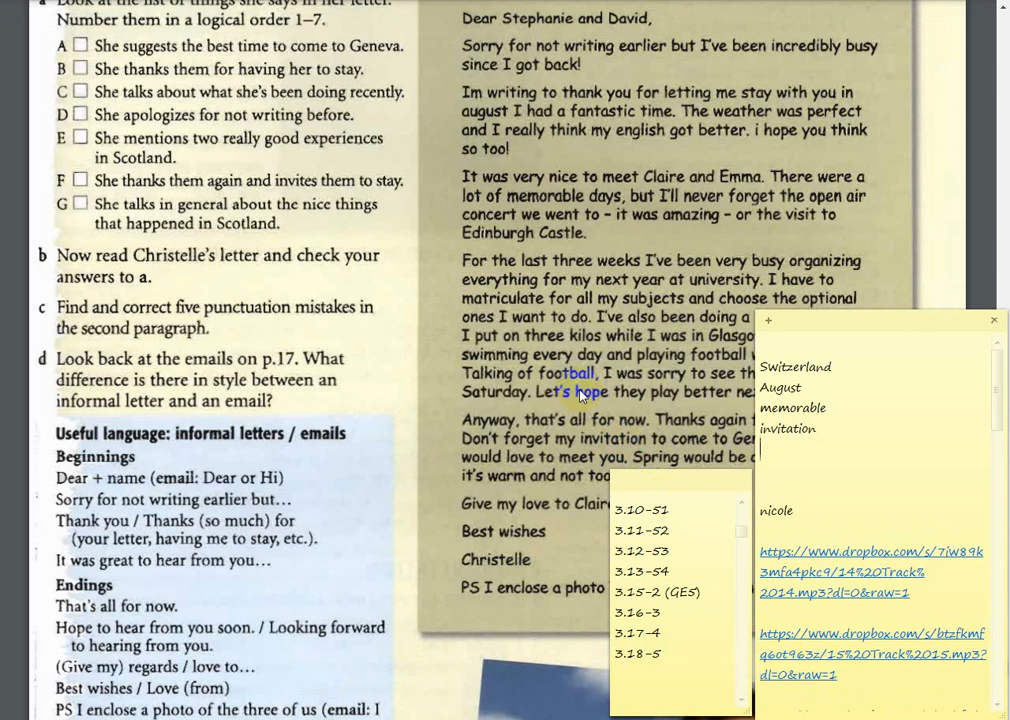 a Look at the list of things she says in her letter.
Number them in a logical order 1–7.
A She suggests the best time to come to Geneva.
B She thanks them for having her to stay.
C She talks about what she's been doing recently.
D She apologizes for not writing before.
E She mentions two really good experiences
in Scotland.
F She thanks them again and invites them to stay.
G She talks in general about the nice things
that happened in Scotland.
b Now read Christelle's letter and check your
answers to a.
c Find and correct five punctuation mistakes in
the second paragraph.
d Look back at the emails on p.17. What
difference is there in style between an
informal letter and an email?
Useful language: informal letters / emails
Beginnings
Dear + name (email: Dear or Hi)
Sorry for not writing earlier but…
Thank you / Thanks (so much) for
(your letter, having me to stay, etc.).
It was great to hear from you…
Endings
That's all for now.
Hope to hear from you soon. / Looking forward
to hearing from you.
(Give my) regards / love to…
Best wishes / Love (from)
PS I enclose a photo of the three of us (email: I
Dear Stephanie and David,
Sorry for not writing earlier but I've been incredibly busy
since I got back!
Im writing to thank you for letting me stay with you in
august I had a fantastic time. The weather was perfect
and I really think my english got better. i hope you think
so too!
It was very nice to meet Claire and Emma. There were a
lot of memorable days, but I'll never forget the open air
concert we went to – it was amazing – or the visit to
Edinburgh Castle.
For the last three weeks I've been very busy organizing
everything for my next year at university. I have to
matriculate for all my subjects and choose the optional
ones I want to do. I've also been doing a
I put on three kilos while I was in Glasgo
swimming every day and playing football
Talking of football, I was sorry to see th
Saturday. Let's hope they play better ne
Anyway, that's all for now. Thanks again
Don't forget my invitation to come to Ge
would love to meet you. Spring would be
it's warm and not too
Give my love to Clair
Best wishes
Christelle
PS I enclose a photo
3.10-51
3.11-52
3.12-53
3.13-54
3.15-2 (GE5)
3.16-3
3.17-4
3.18-5
+ ×
Switzerland
August
memorable
invitation
nicole
https://www.dropbox.com/s/7iw89k
3mfa4pkc9/14%20Track%
2014.mp3?dl=0&raw=1
https://www.dropbox.com/s/btzfkmf
q6ot963z/15%20Track%2015.mp3?
dl=0&raw=1